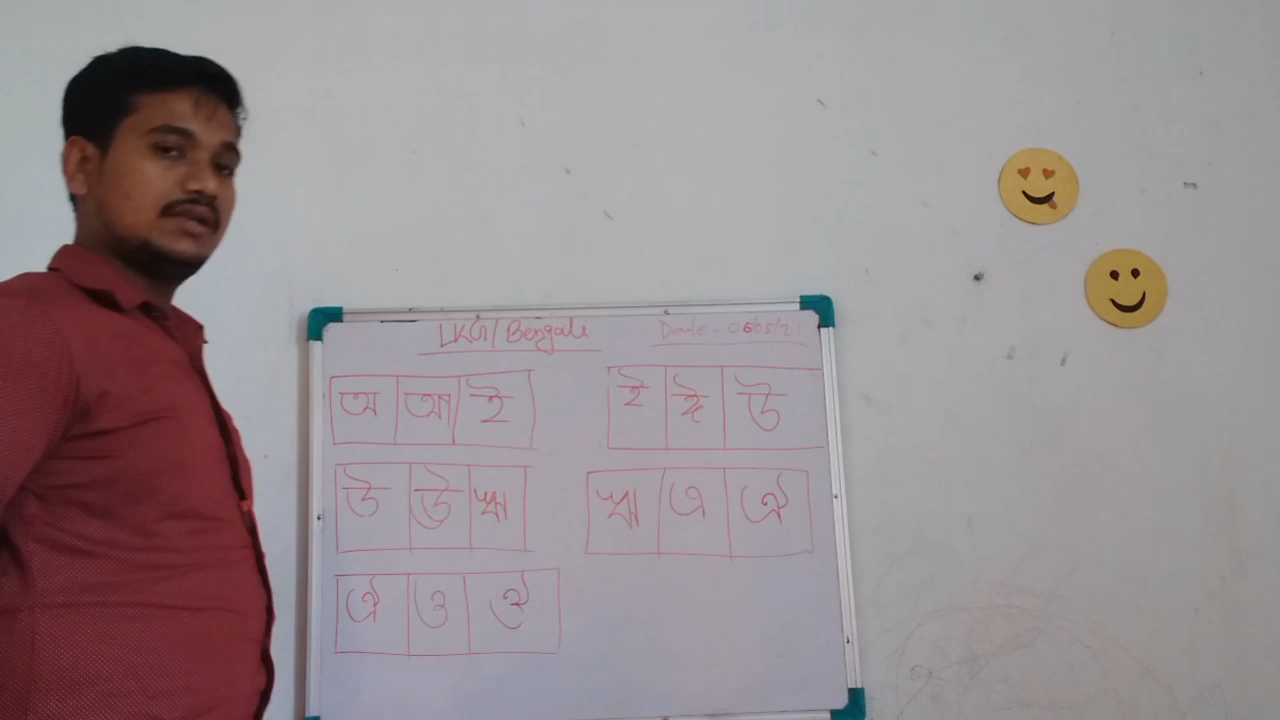 LKG/Bengali Date - 06/05/21
অ আ ই ই ঈ উ
উ ঊ ঋ ঋ এ ঐ
ঐ ও ঔ